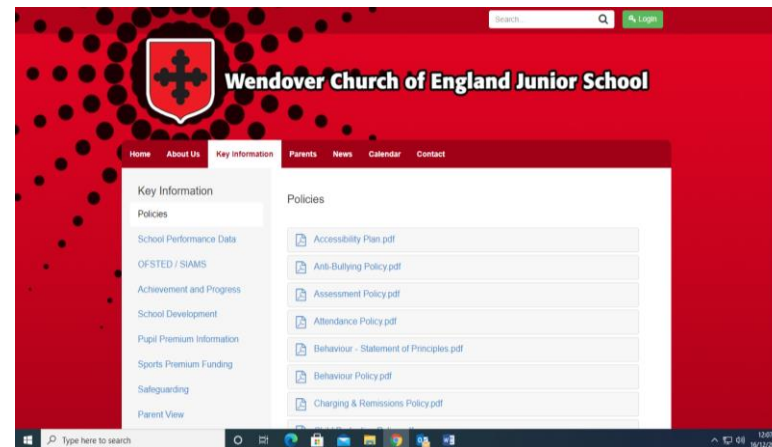 Search...
Login
Wendover Church of England Junior School
Home About Us Key Information Parents News Calendar Contact
Key Information
Policies
School Performance Data
OFSTED / SIAMS
Achievement and Progress
School Development
Pupil Premium Information
Sports Premium Funding
Safeguarding
Parent View
Policies
Accessibility Plan.pdf
Anti-Bullying Policy.pdf
Assessment Policy.pdf
Attendance Policy.pdf
Behaviour - Statement of Principles.pdf
Behaviour Policy.pdf
Charging & Remissions Policy.pdf
Type here to search